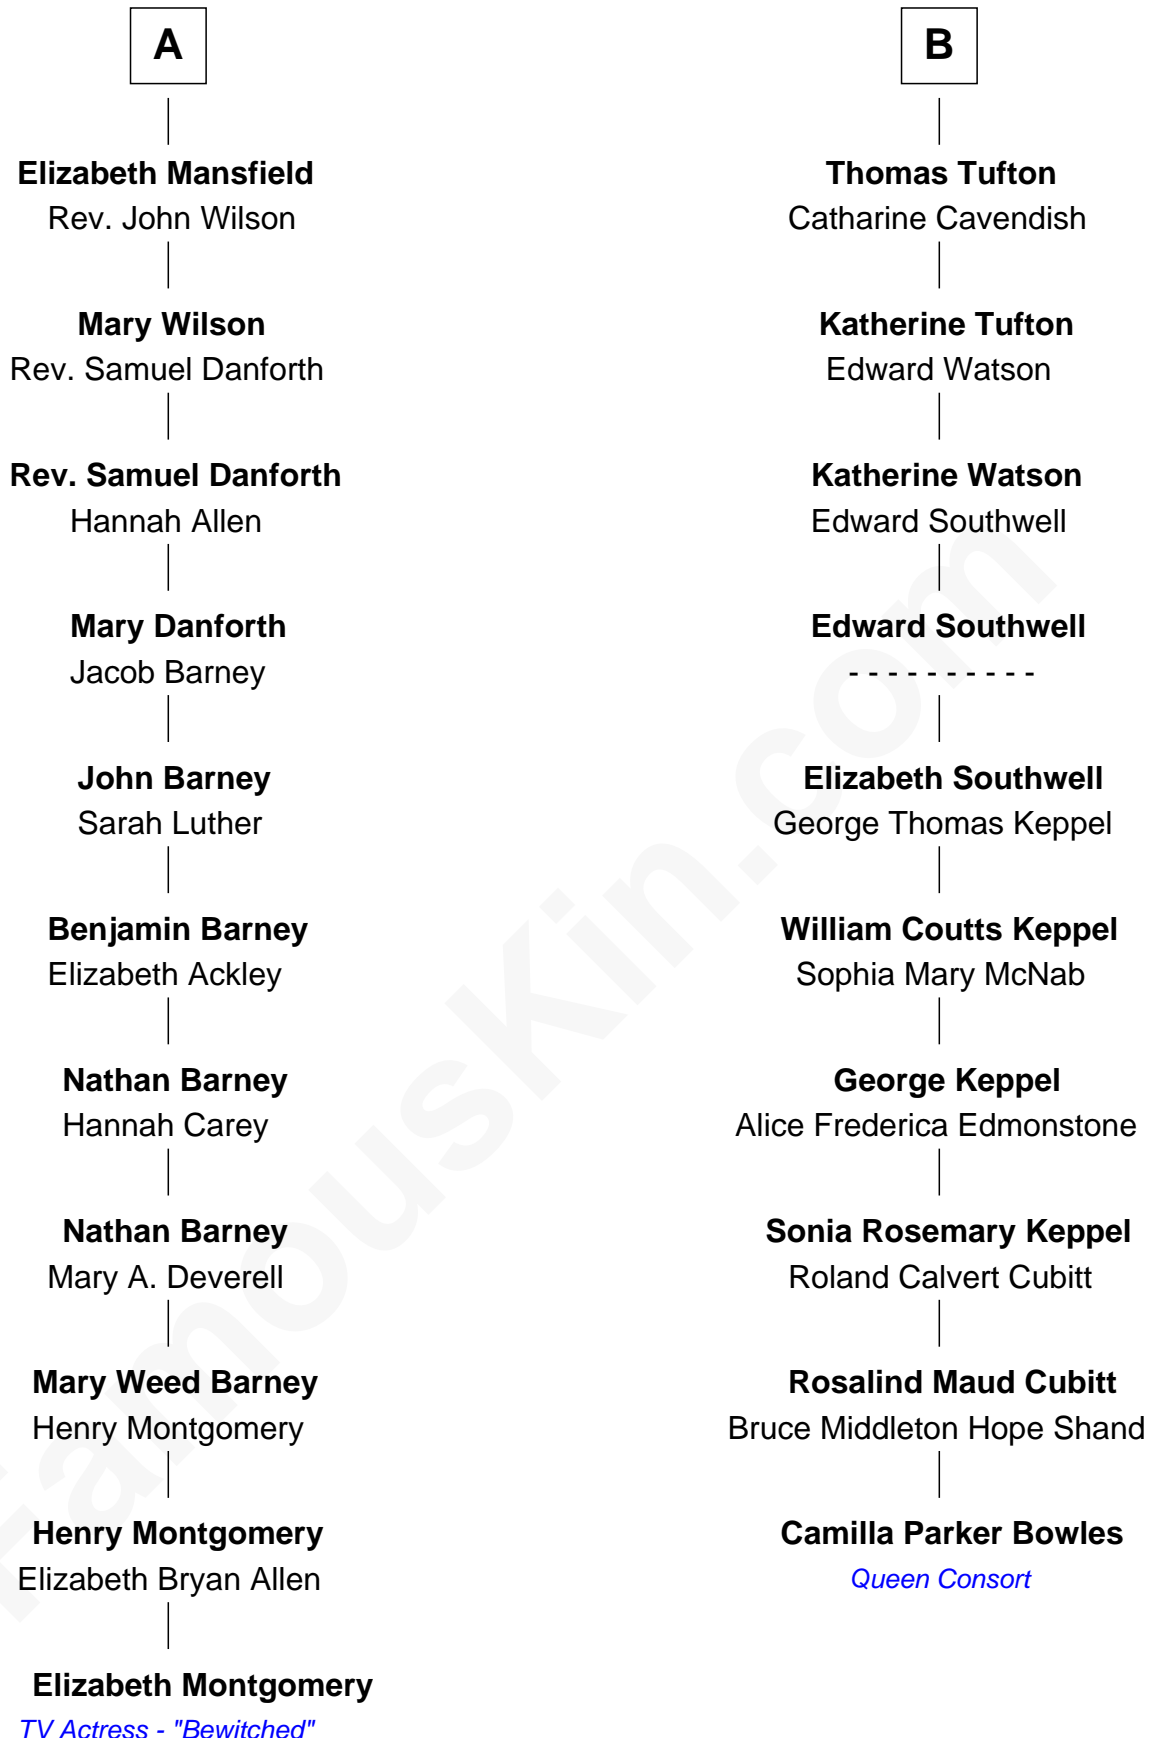 A
Elizabeth Mansfield
Rev. John Wilson
Mary Wilson
Rev. Samuel Danforth
Rev. Samuel Danforth
Hannah Allen
Mary Danforth
Jacob Barney
John Barney
Sarah Luther
Benjamin Barney
Elizabeth Ackley
Nathan Barney
Hannah Carey
Nathan Barney
Mary A. Deverell
Mary Weed Barney
Henry Montgomery
Henry Montgomery
Elizabeth Bryan Allen
Elizabeth Montgomery
TV Actress - "Bewitched"
B
Thomas Tufton
Catharine Cavendish
Katherine Tufton
Edward Watson
Katherine Watson
Edward Southwell
Edward Southwell
- - - - - - - - - -
Elizabeth Southwell
George Thomas Keppel
William Coutts Keppel
Sophia Mary McNab
George Keppel
Alice Frederica Edmonstone
Sonia Rosemary Keppel
Roland Calvert Cubitt
Rosalind Maud Cubitt
Bruce Middleton Hope Shand
Camilla Parker Bowles
Queen Consort
FamousKin.com